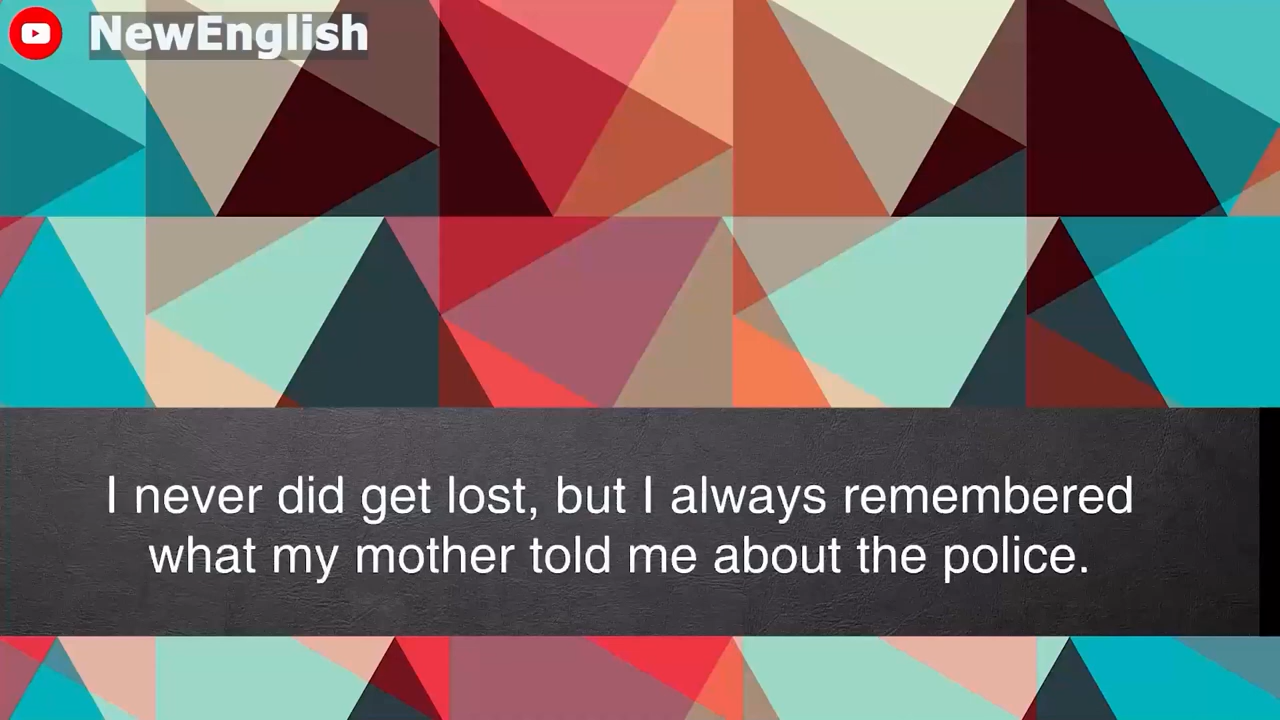 NewEnglish
I never did get lost, but I always remembered
what my mother told me about the police.